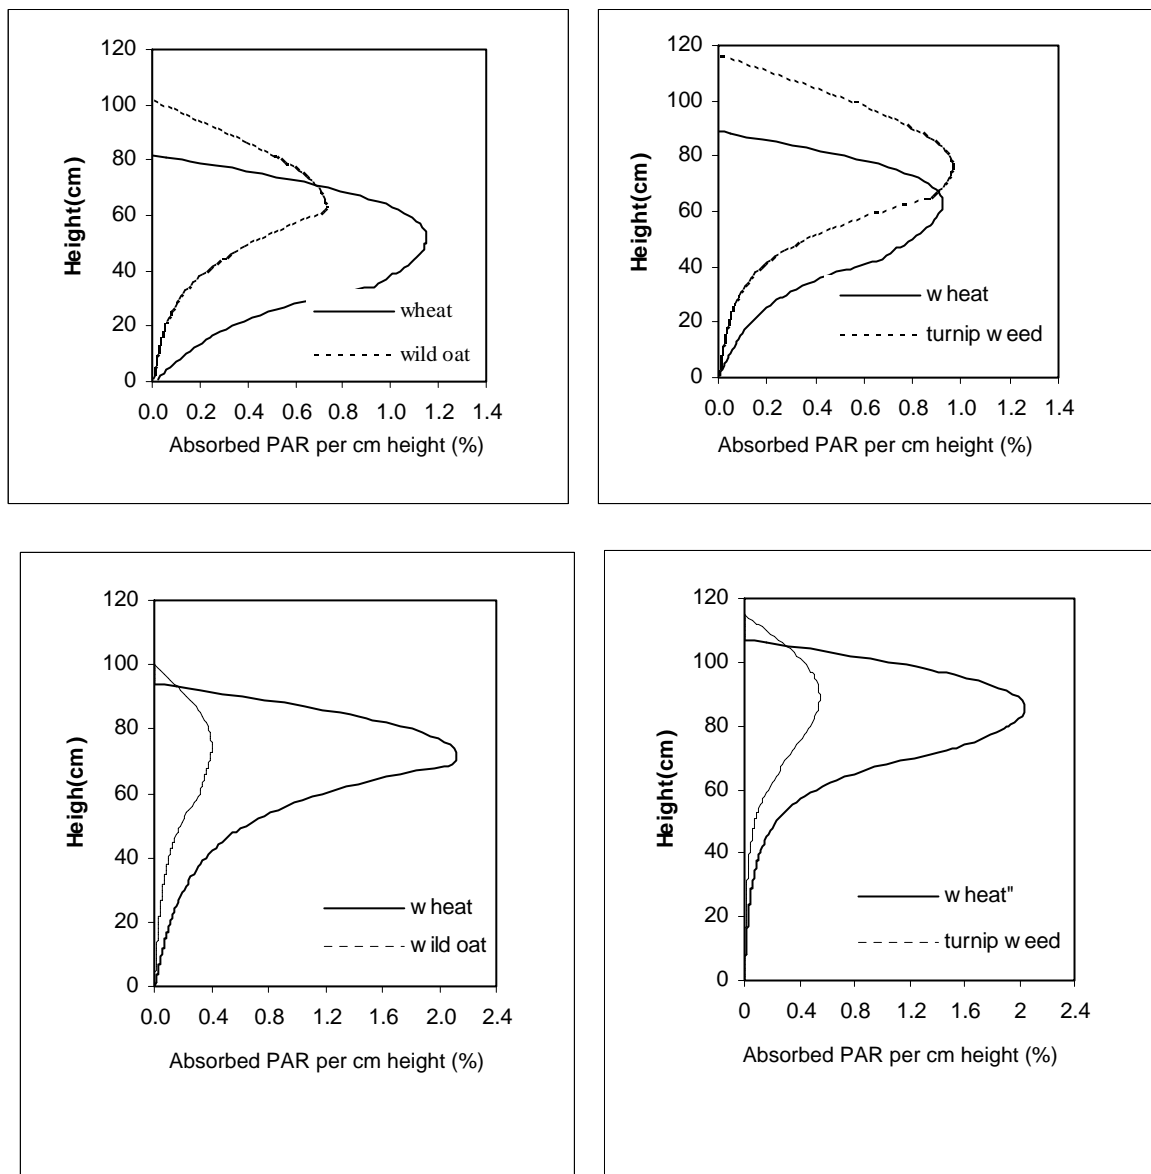 120
100
80
60
40
20
0
Height(cm)
wheat
wild oat
0.0 0.2 0.4 0.6 0.8 1.0 1.2 1.4
Absorbed PAR per cm height (%)
120
100
80
60
40
20
0
Height(cm)
w heat
turnip w eed
0.0 0.2 0.4 0.6 0.8 1.0 1.2 1.4
Absorbed PAR per cm height (%)
120
100
80
60
40
20
0
Heigh(cm)
w heat
w ild oat
0.0 0.4 0.8 1.2 1.6 2.0 2.4
Absorbed PAR per cm height (%)
120
100
80
60
40
20
0
Height(cm)
w heat"
turnip w eed
0 0.4 0.8 1.2 1.6 2 2.4
Absorbed PAR per cm height (%)